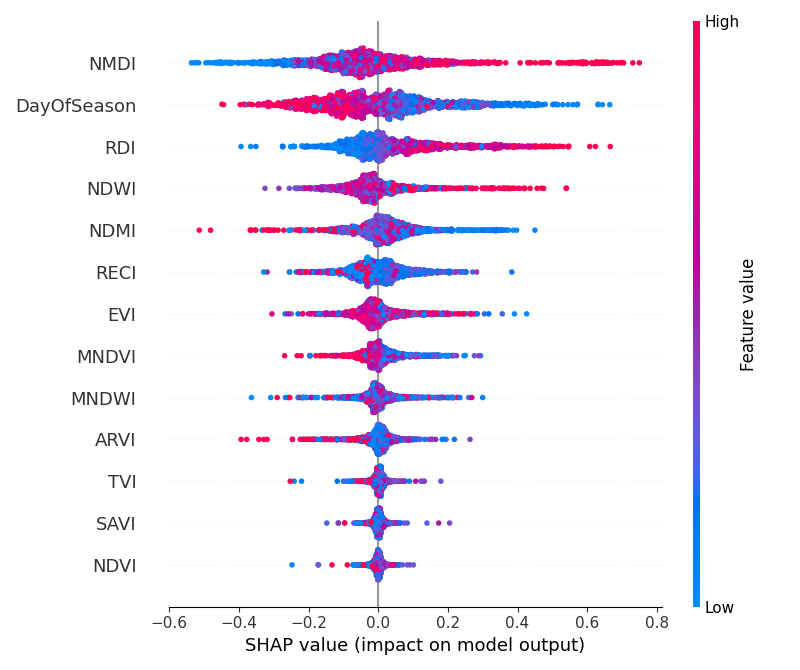 High
NMDI
DayOfSeason
RDI
NDWI
NDMI
RECI
EVI
MNDVI
MNDWI
ARVI
TVI
SAVI
NDVI
Feature value
Low
−0.6 −0.4 −0.2 0.0 0.2 0.4 0.6 0.8
SHAP value (impact on model output)